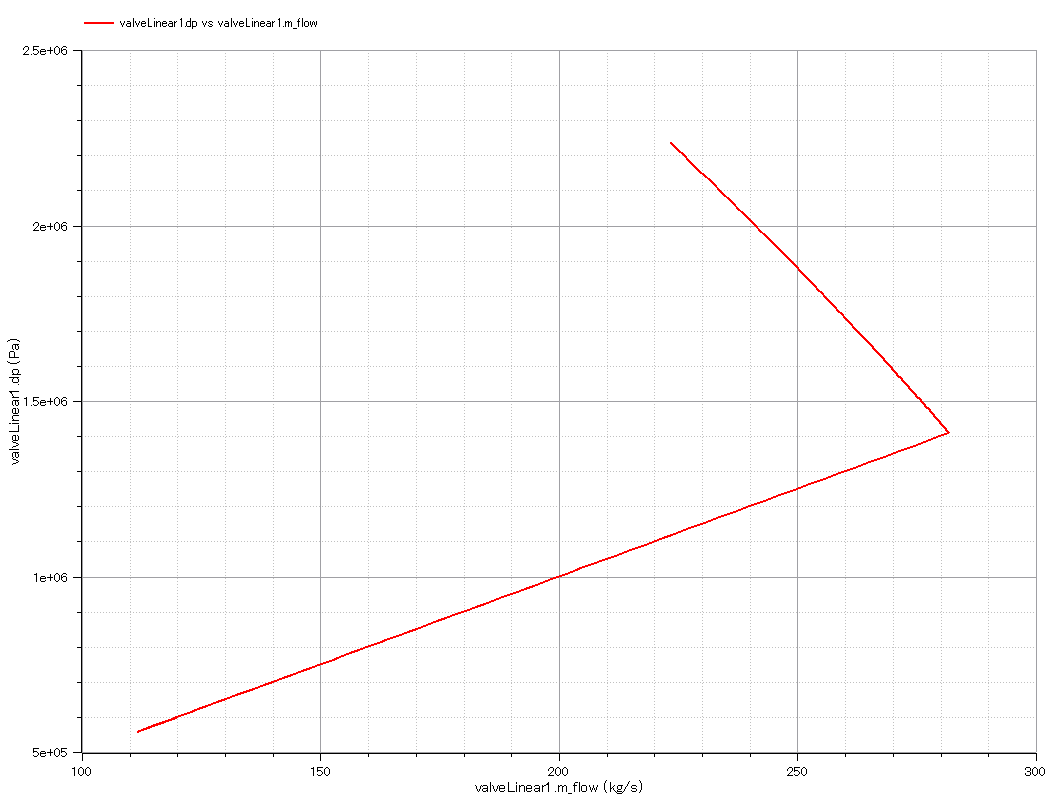 valveLinear1.dp vs valveLinear1.m_flow
2.5e+06
2e+06
1.5e+06
1e+06
5e+05
valveLinear1.dp (Pa)
100 150 200 250 300
valveLinear1.m_flow (kg/s)